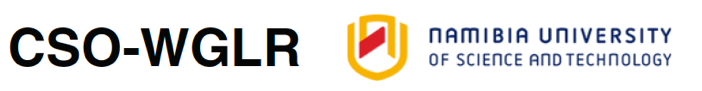 CSO-WGLR
NAMIBIA UNIVERSITY
OF SCIENCE AND TECHNOLOGY